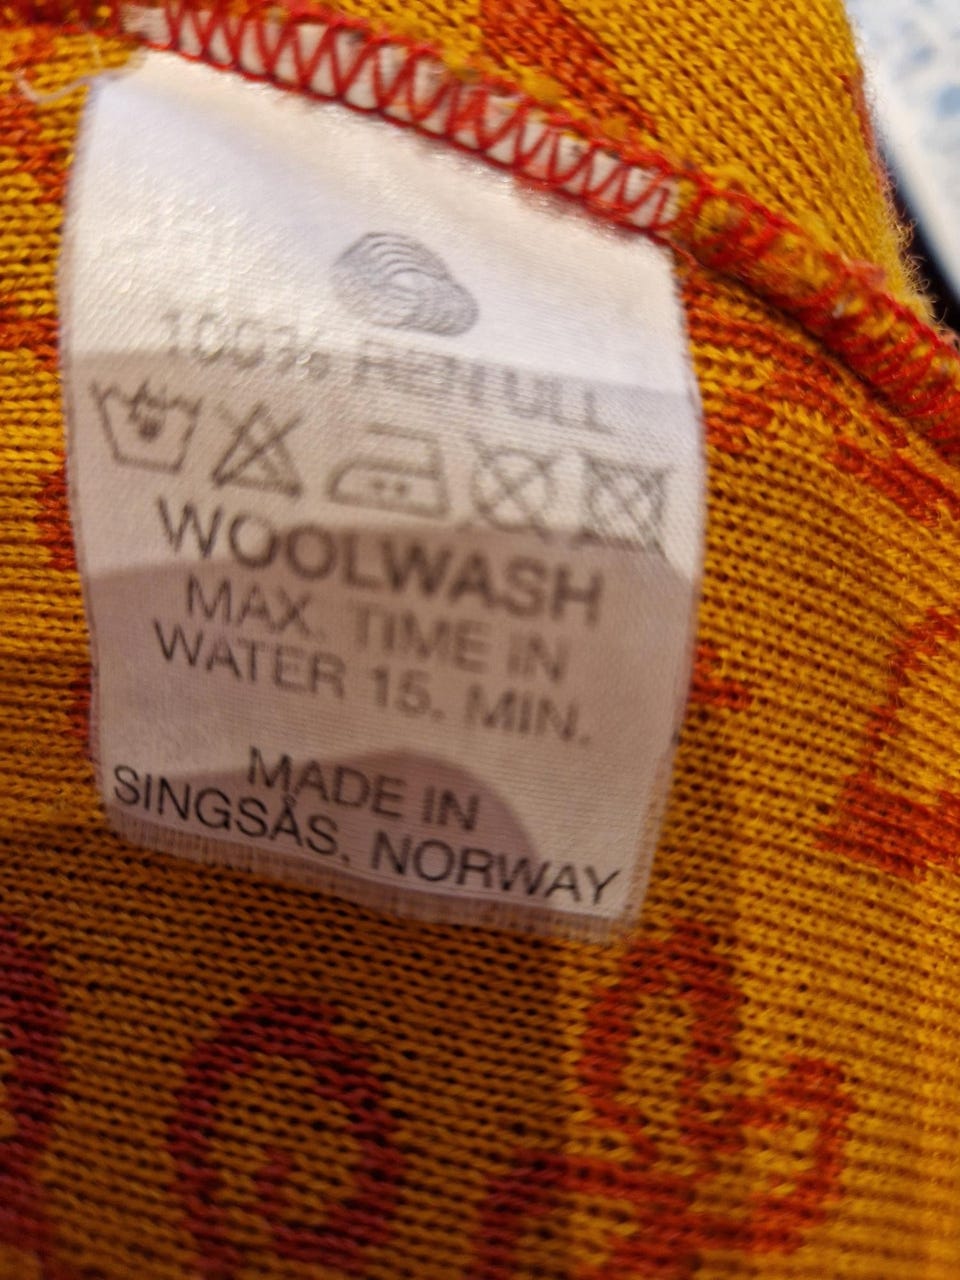 100% REN ULL
WOOLWASH
MAX. TIME IN
WATER 15. MIN.
MADE IN
SINGSÅS. NORWAY